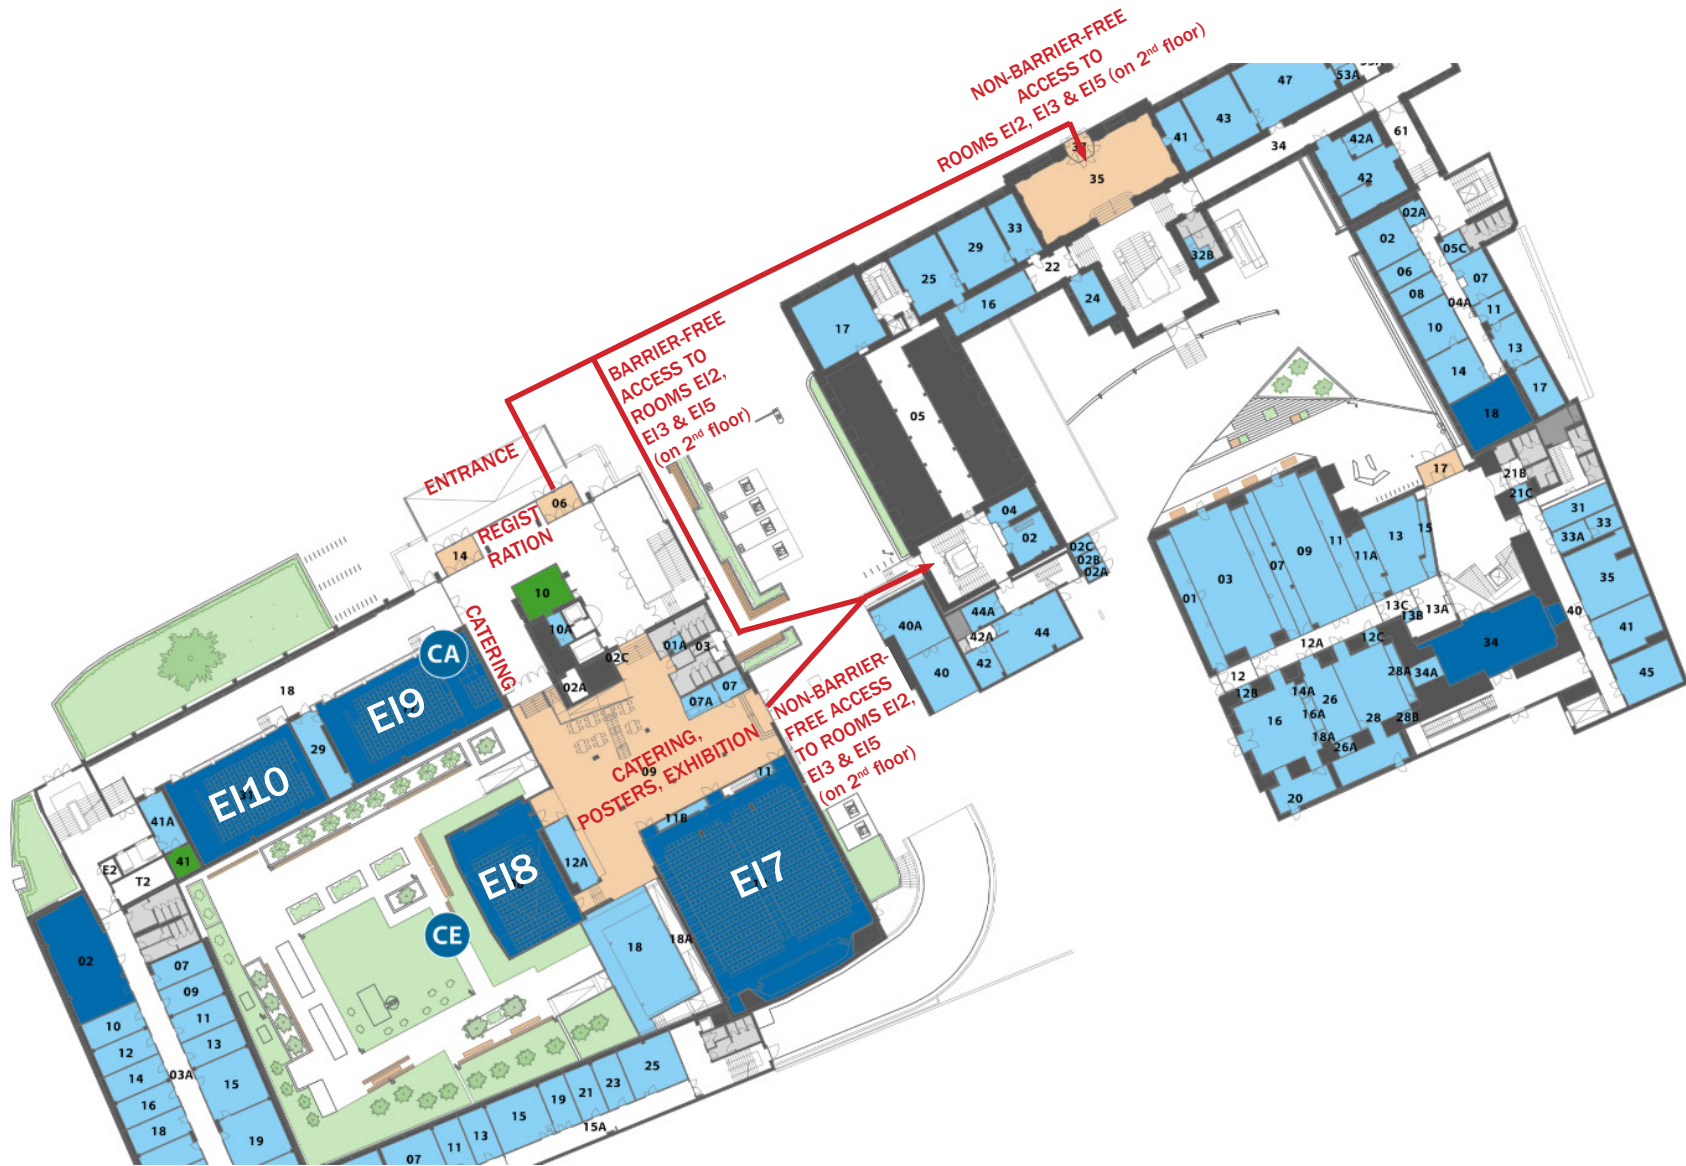 NON-BARRIER-FREE
ACCESS TO
ROOMS EI2, EI3 & EI5 (on 2nd floor)
53A
47
43
41
34
61
42A
42
37
35
33
29
25
22
16
24
32B
17
02A
02
05C
06
07
08
04A
11
10
13
14
17
18
BARRIER-FREE
ACCESS TO
ROOMS EI2,
EI3 & EI5
(on 2nd floor)
05
04
02
02C
02B
02A
ENTRANCE
06
REGIST
RATION
14
10
10A
CATERING
02C
02A
01A
03
07
07A
CA
18
EI9
29
EI10
41A
41
E2
T2
NON-BARRIER-
FREE ACCESS
TO ROOMS EI2,
EI3 & EI5
(on 2nd floor)
40A
44A
42A
44
42
40
CATERING,
09
POSTERS, EXHIBITION
11
11B
12A
EI8
EI7
CE
18
18A
02
07
09
11
13
15
19
10
12
14
16
18
03A
07
11
13
15
19
21
23
25
15A
17
21B
21C
31
33
33A
35
40
41
45
15
13
11
11A
09
07
03
01
13C
13B
13A
12A
12C
12
12B
14A
26
16
16A
18A
26A
28
28A
28B
34A
34
20